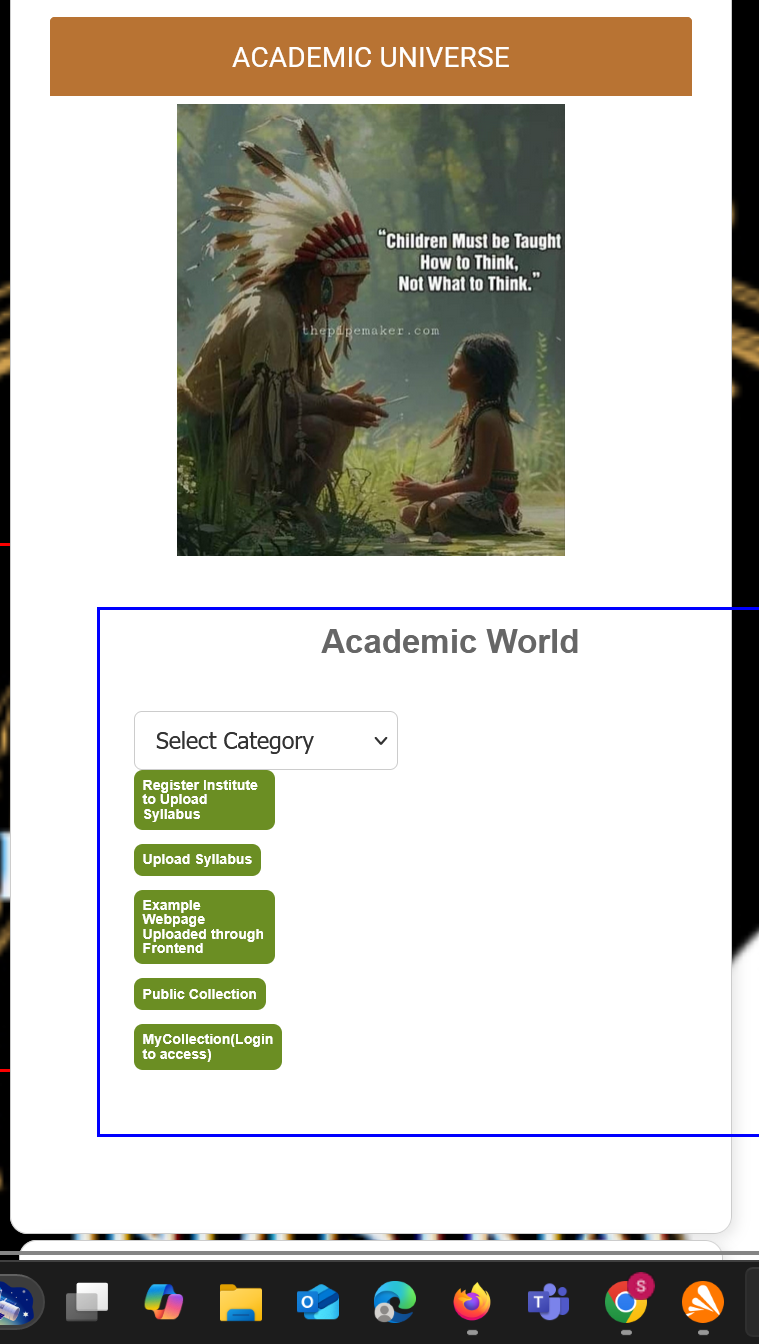 ACADEMIC UNIVERSE
“Children Must be Taught
How to Think,
Not What to Think.”
thepipemaker.com
Academic World
Select Category
Register Institute
to Upload
Syllabus
Upload Syllabus
Example
Webpage
Uploaded through
Frontend
Public Collection
MyCollection(Login
to access)
S